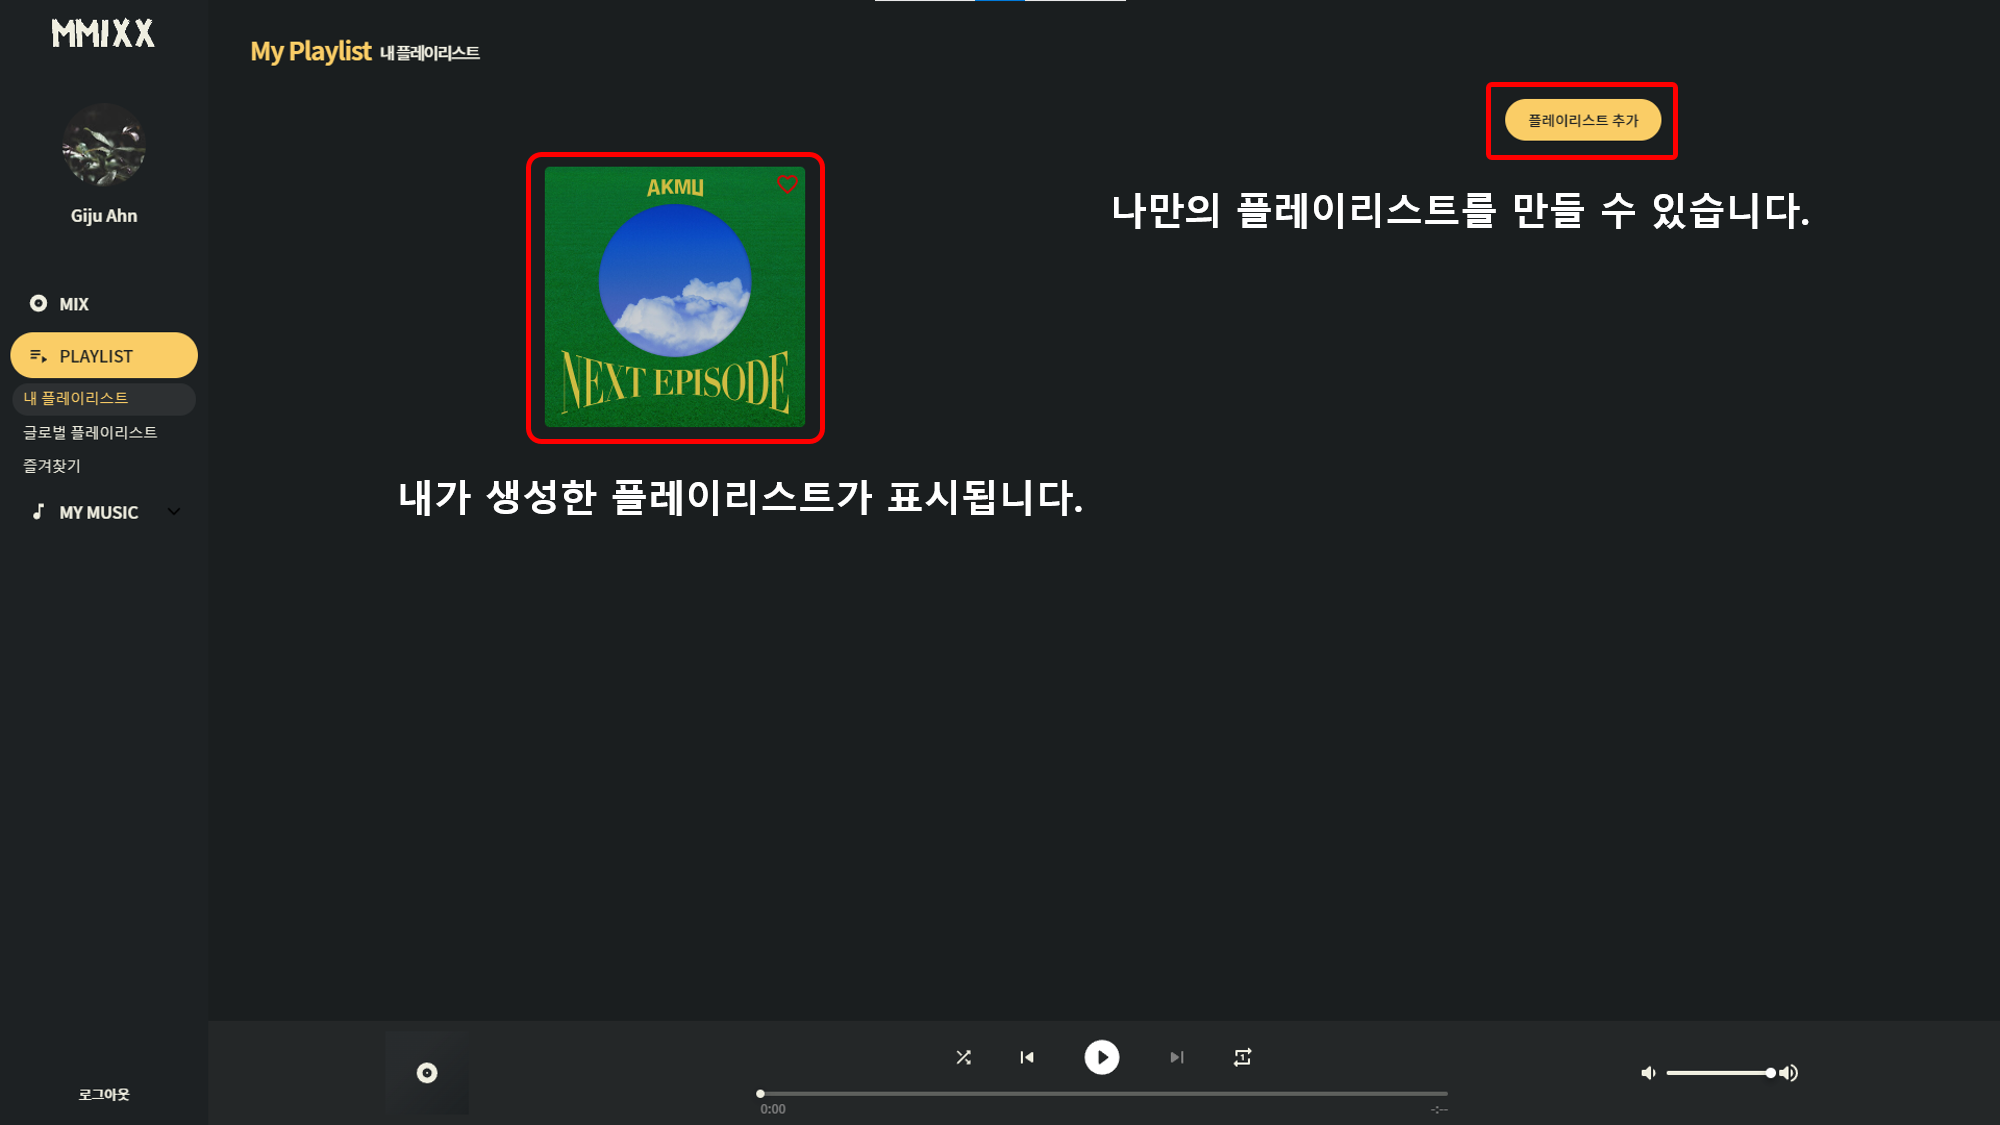 MMIXX
Giju Ahn
MIX
PLAYLIST
내 플레이리스트
글로벌 플레이리스트
즐겨찾기
MY MUSIC
로그아웃
My Playlist 내 플레이리스트
플레이리스트 추가
나만의 플레이리스트를 만들 수 있습니다.
AKMU
NEXT EPISODE
내가 생성한 플레이리스트가 표시됩니다.
1
0:00
-:--